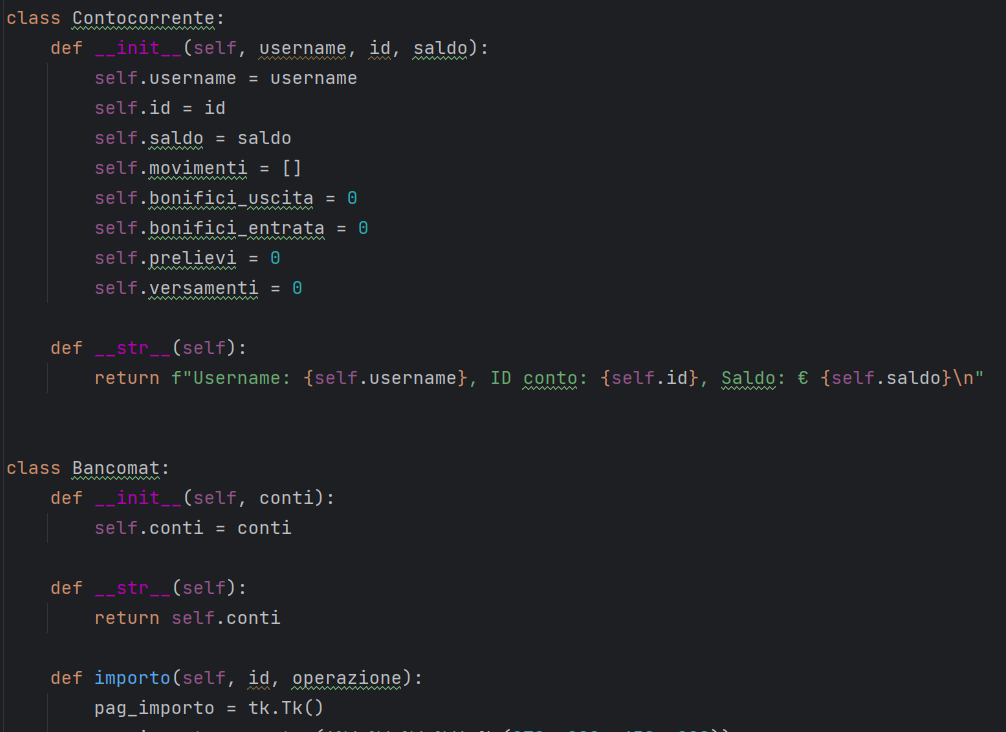 class Contocorrente:
    def __init__(self, username, id, saldo):
        self.username = username
        self.id = id
        self.saldo = saldo
        self.movimenti = []
        self.bonifici_uscita = 0
        self.bonifici_entrata = 0
        self.prelievi = 0
        self.versamenti = 0
    def __str__(self):
        return f"Username: {self.username}, ID conto: {self.id}, Saldo: € {self.saldo}\n"
class Bancomat:
    def __init__(self, conti):
        self.conti = conti
    def __str__(self):
        return self.conti
    def importo(self, id, operazione):
        pag_importo = tk.Tk()